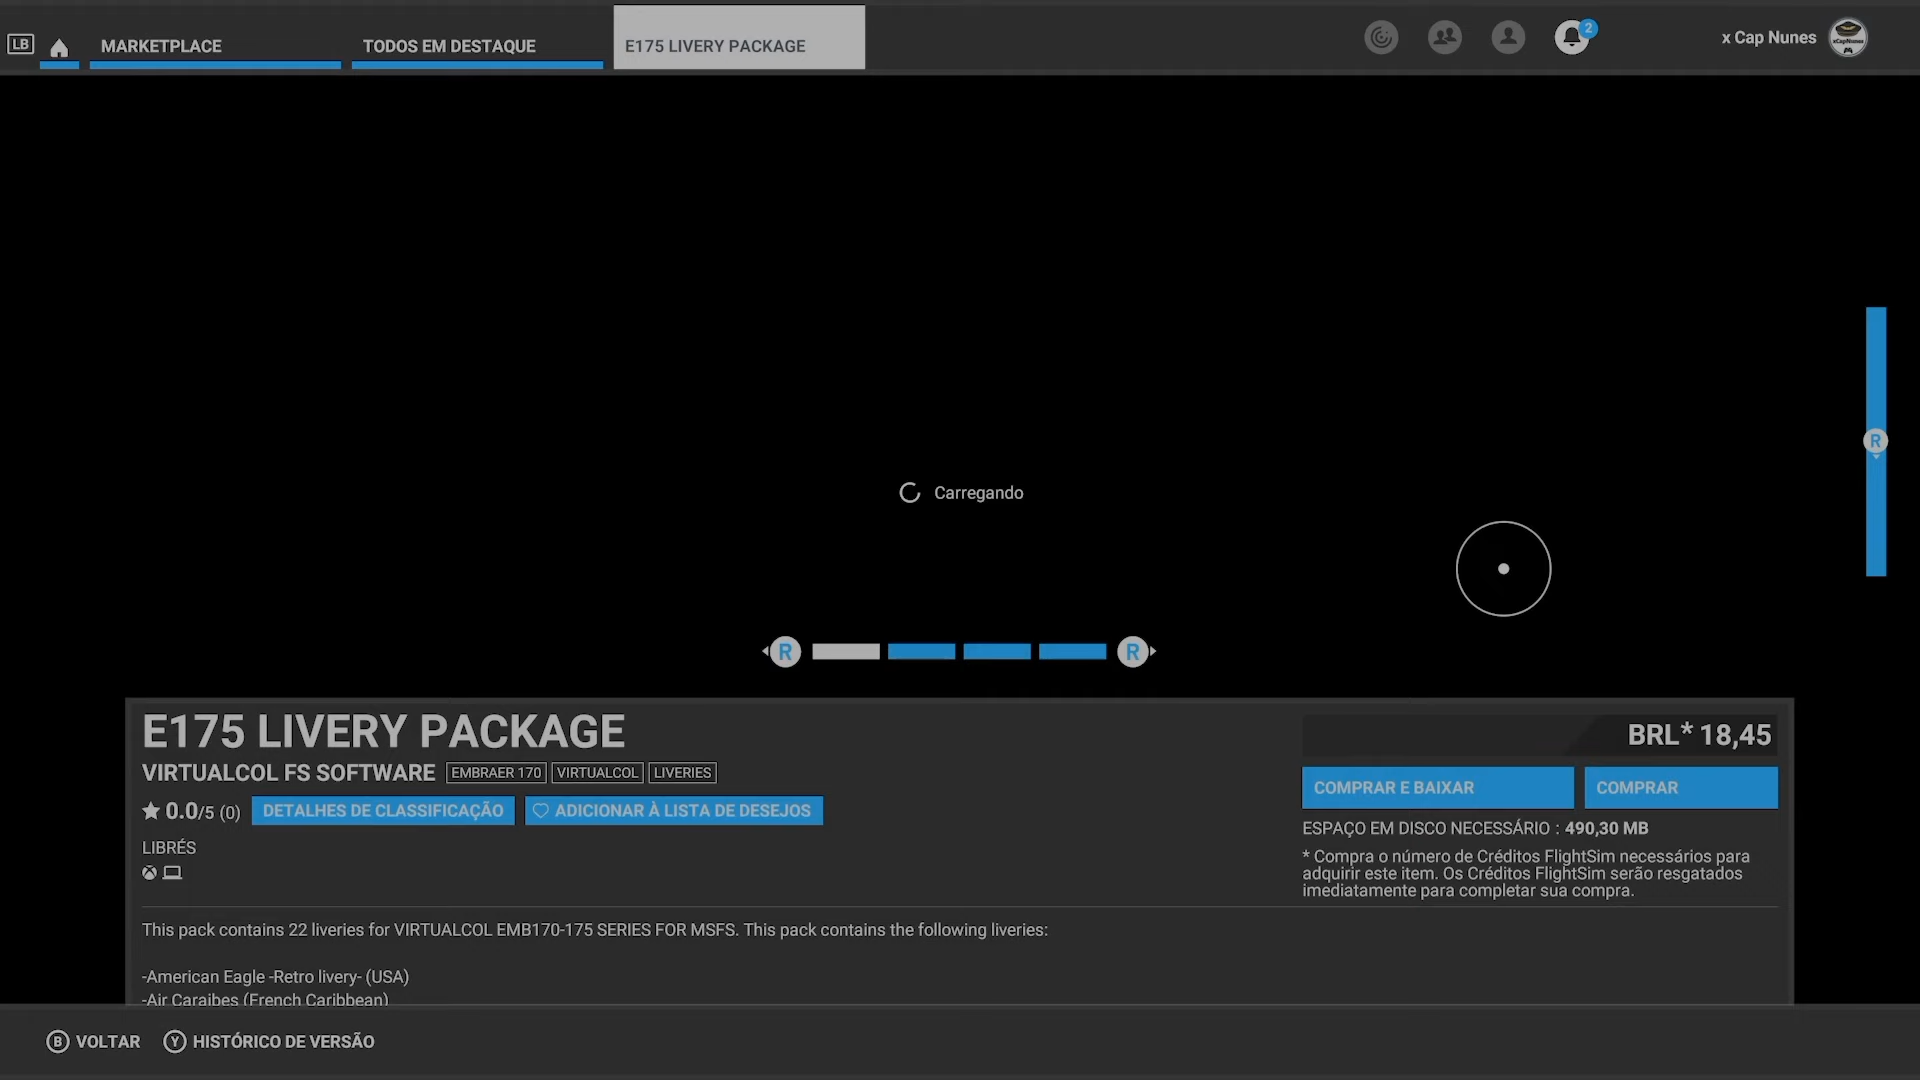 LB
MARKETPLACE
TODOS EM DESTAQUE
E175 LIVERY PACKAGE
2
x Cap Nunes
R
Carregando
R
R
E175 LIVERY PACKAGE
VIRTUALCOL FS SOFTWARE
EMBRAER 170
VIRTUALCOL
LIVERIES
0.0/5 (0)
DETALHES DE CLASSIFICAÇÃO
ADICIONAR À LISTA DE DESEJOS
LIBRÉS
BRL* 18,45
COMPRAR E BAIXAR
COMPRAR
ESPAÇO EM DISCO NECESSÁRIO : 490,30 MB
* Compra o número de Créditos FlightSim necessários para
adquirir este item. Os Créditos FlightSim serão resgatados
imediatamente para completar sua compra.
This pack contains 22 liveries for VIRTUALCOL EMB170-175 SERIES FOR MSFS. This pack contains the following liveries:
-American Eagle -Retro livery- (USA)
-Air Caraibes (French Caribbean)
B VOLTAR
Y HISTÓRICO DE VERSÃO